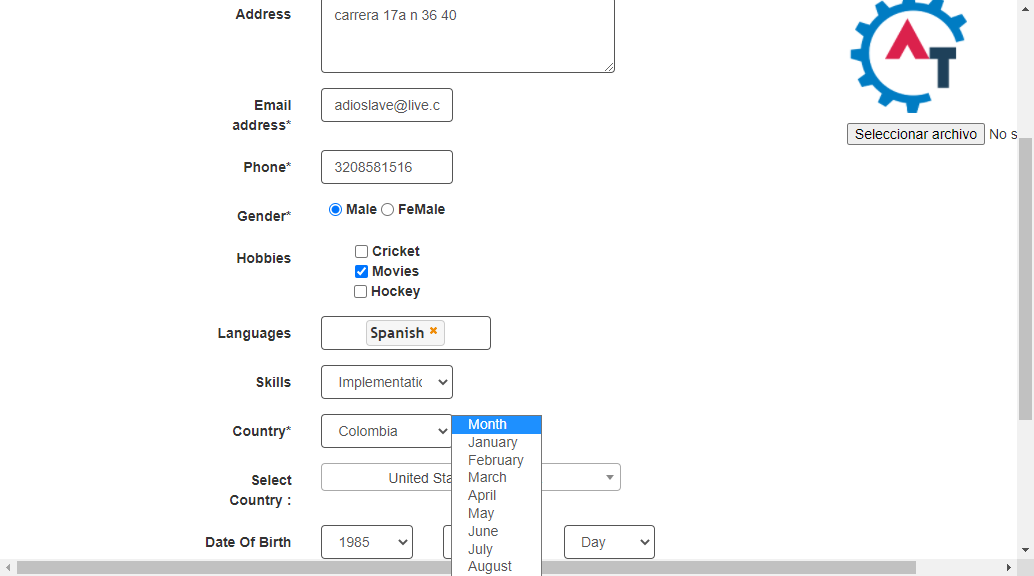 Address
carrera 17a n 36 40
AT
Seleccionar archivo No s
Email
address*
adioslave@live.c
Phone*
3208581516
Gender*
Male FeMale
Hobbies
Cricket
Movies
Hockey
Languages
Spanish
Skills
Implementatic
Country*
Colombia
Month
January
February
March
April
May
June
July
August
Select
Country :
United Sta
Date Of Birth
1985
Day